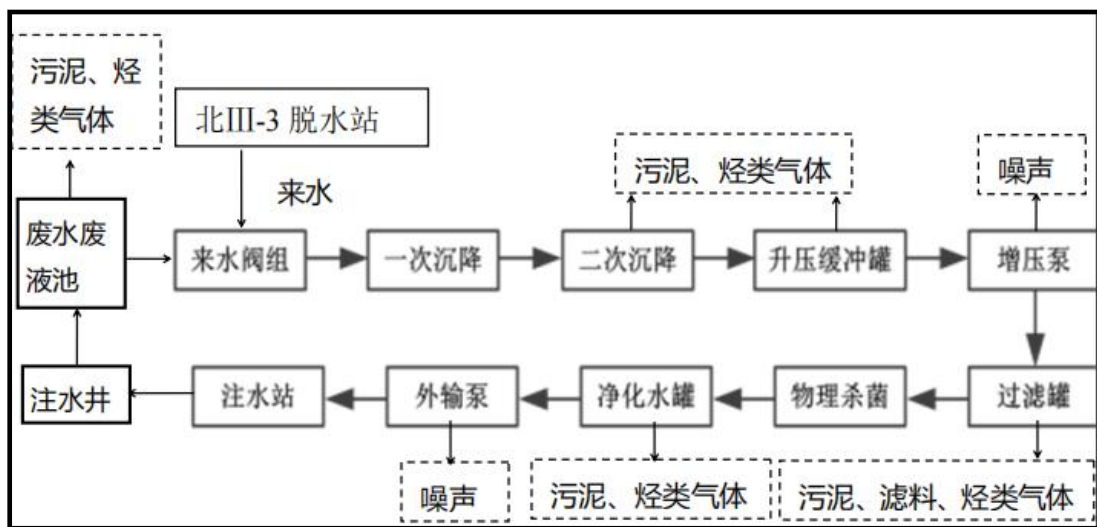 污泥、烃
类气体
北Ⅲ-3 脱水站
来水
污泥、烃类气体
噪声
废水废
液池
来水阀组
一次沉降
二次沉降
升压缓冲罐
增压泵
注水井
注水站
外输泵
净化水罐
物理杀菌
过滤罐
噪声
污泥、烃类气体
污泥、滤料、烃类气体